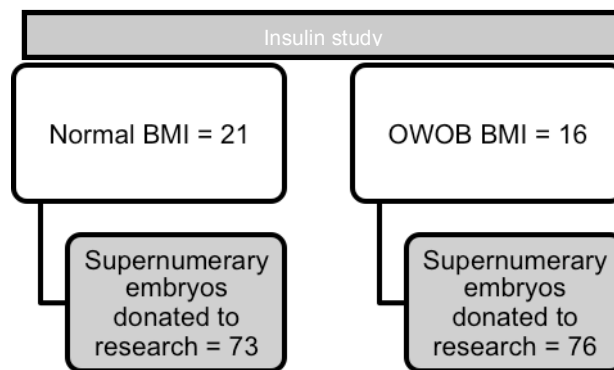 Insulin study
Normal BMI = 21
OWOB BMI = 16
Supernumerary
embryos
donated to
research = 73
Supernumerary
embryos
donated to
research = 76